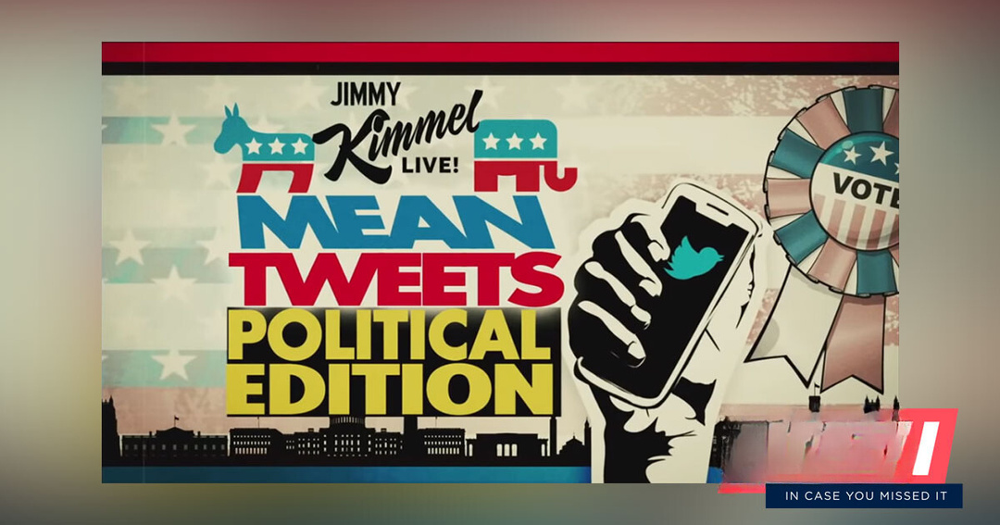 JIMMY
Kimmel
LIVE!
MEAN
TWEETS
POLITICAL
EDITION
VOTE
IN CASE YOU MISSED IT